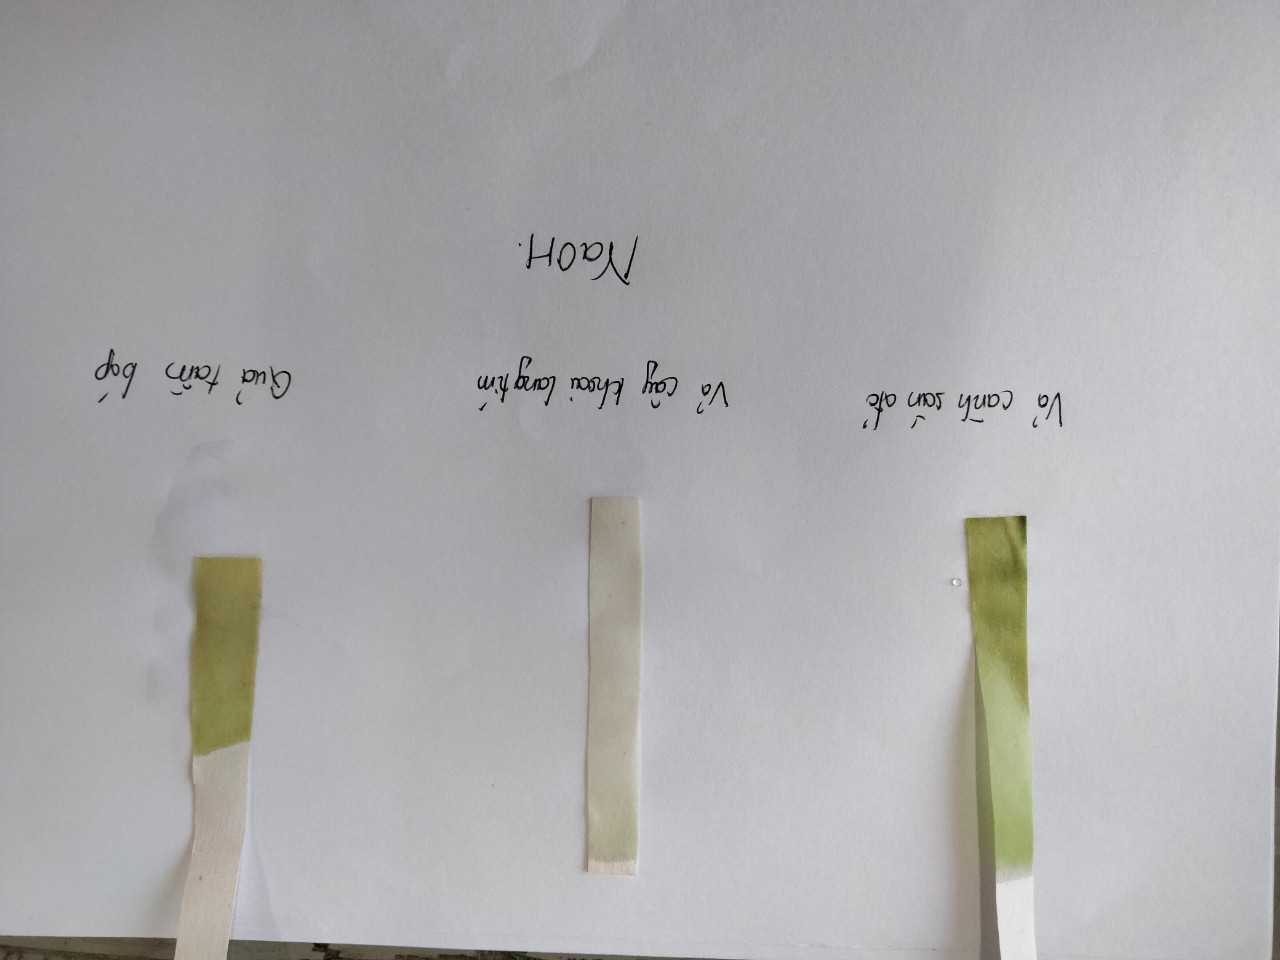 Vỏ cành sắn đỏ
Vỏ cây khoai lang tím
Quả tầm bóp
NaOH.